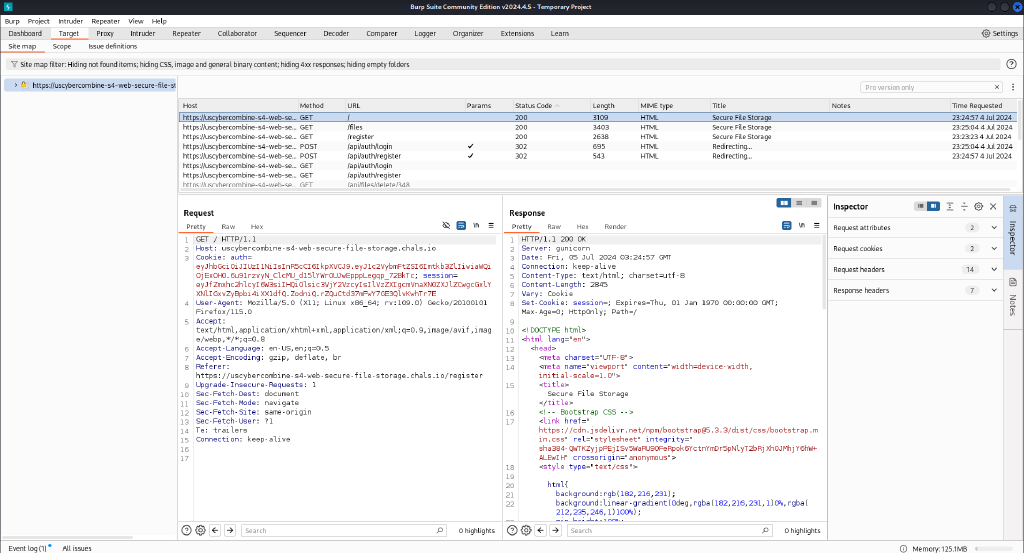 Burp Suite Community Edition v2024.4.5 - Temporary Project
Burp Project Intruder Repeater View Help
Dashboard Target Proxy Intruder Repeater Collaborator Sequencer Decoder Comparer Logger Organizer Extensions Learn Settings
Site map Scope Issue definitions
Site map filter: Hiding not found items; hiding CSS, image and general binary content; hiding 4xx responses; hiding empty folders
https://uscybercombine-s4-web-secure-file-st
Pro version only
Host Method URL Params Status Code Length MIME type Title Notes Time Requested
https://uscybercombine-s4-web-se... GET / 200 3109 HTML Secure File Storage 23:24:57 4 Jul 2024
https://uscybercombine-s4-web-se... GET /files 200 3403 HTML Secure File Storage 23:25:04 4 Jul 2024
https://uscybercombine-s4-web-se... GET /register 200 2638 HTML Secure File Storage 23:23:23 4 Jul 2024
https://uscybercombine-s4-web-se... POST /api/auth/login ✓ 302 695 HTML Redirecting... 23:25:04 4 Jul 2024
https://uscybercombine-s4-web-se... POST /api/auth/register ✓ 302 543 HTML Redirecting... 23:24:57 4 Jul 2024
https://uscybercombine-s4-web-se... GET /api/auth/login
https://uscybercombine-s4-web-se... GET /api/auth/register
https://uscybercombine-s4-web-se... GET /api/files/delete/348
Request
Pretty Raw Hex
1 GET / HTTP/1.1
2 Host: uscybercombine-s4-web-secure-file-storage.chals.io
3 Cookie: auth=
session=
4 User-Agent: Mozilla/5.0 (X11; Linux x86_64; rv:109.0) Gecko/20100101
Firefox/115.0
5 Accept:
text/html,application/xhtml+xml,application/xml;q=0.9,image/avif,imag
e/webp,*/*;q=0.8
6 Accept-Language: en-US,en;q=0.5
7 Accept-Encoding: gzip, deflate, br
8 Referer:
https://uscybercombine-s4-web-secure-file-storage.chals.io/register
9 Upgrade-Insecure-Requests: 1
10 Sec-Fetch-Dest: document
11 Sec-Fetch-Mode: navigate
12 Sec-Fetch-Site: same-origin
13 Sec-Fetch-User: ?1
14 Te: trailers
15 Connection: keep-alive
16
17
Search 0 highlights
Response
Pretty Raw Hex Render
1 HTTP/1.1 200 OK
2 Server: gunicorn
3 Date: Fri, 05 Jul 2024 03:24:57 GMT
4 Connection: keep-alive
5 Content-Type: text/html; charset=utf-8
6 Content-Length: 2845
7 Vary: Cookie
8 Set-Cookie: session=; Expires=Thu, 01 Jan 1970 00:00:00 GMT;
Max-Age=0; HttpOnly; Path=/
9
10 <!DOCTYPE html>
11 <html lang="en">
12 <head>
13 <meta charset="UTF-8">
14 <meta name="viewport" content="width=device-width,
initial-scale=1.0">
15 <title>
Secure File Storage
</title>
16 <!-- Bootstrap CSS -->
17 <link href="
https://cdn.jsdelivr.net/npm/bootstrap@5.3.3/dist/css/bootstrap.m
in.css" rel="stylesheet" integrity="
crossorigin="anonymous">
18 <style type="text/css">
19
20 html{
21 background:rgb(182,216,231);
22 background:linear-gradient(0deg,rgba(182,216,231,1)0%,rgba(
212,235,246,1)100%);
min-height:100%;
Search 0 highlights
Inspector
Request attributes 2
Request cookies 2
Request headers 14
Response headers 7
Inspector
Notes
Event log (1) All issues
Memory: 125.1MB